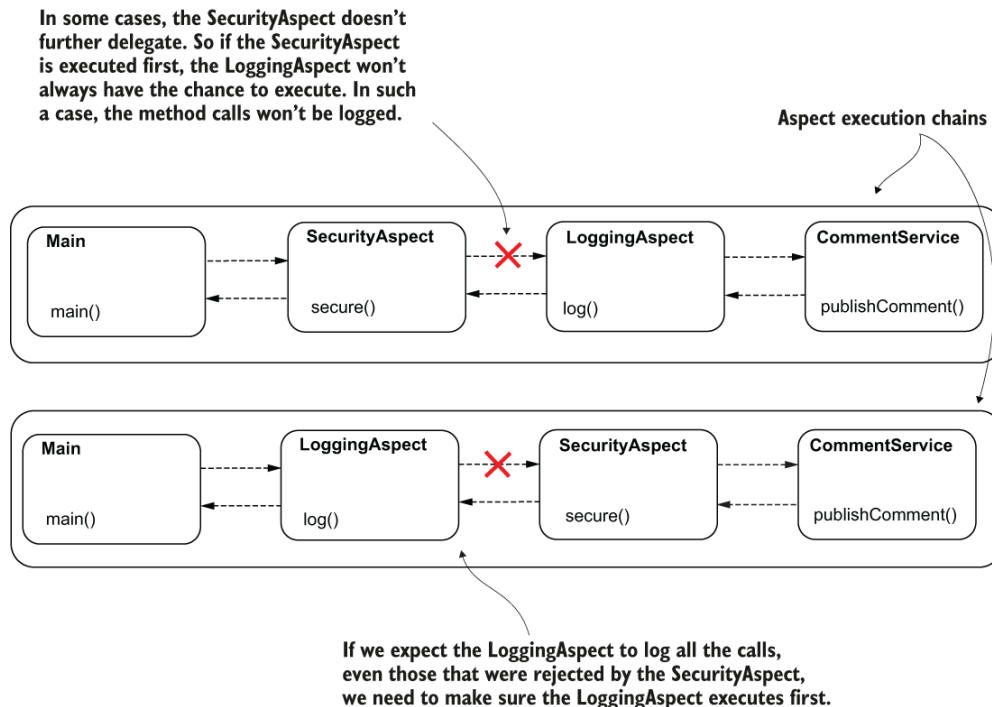 In some cases, the SecurityAspect doesn't
further delegate. So if the SecurityAspect
is executed first, the LoggingAspect won't
always have the chance to execute. In such
a case, the method calls won't be logged.
Aspect execution chains
Main
SecurityAspect
LoggingAspect
CommentService
main()
secure()
log()
publishComment()
Main
LoggingAspect
SecurityAspect
CommentService
main()
log()
secure()
publishComment()
If we expect the LoggingAspect to log all the calls,
even those that were rejected by the SecurityAspect,
we need to make sure the LoggingAspect executes first.